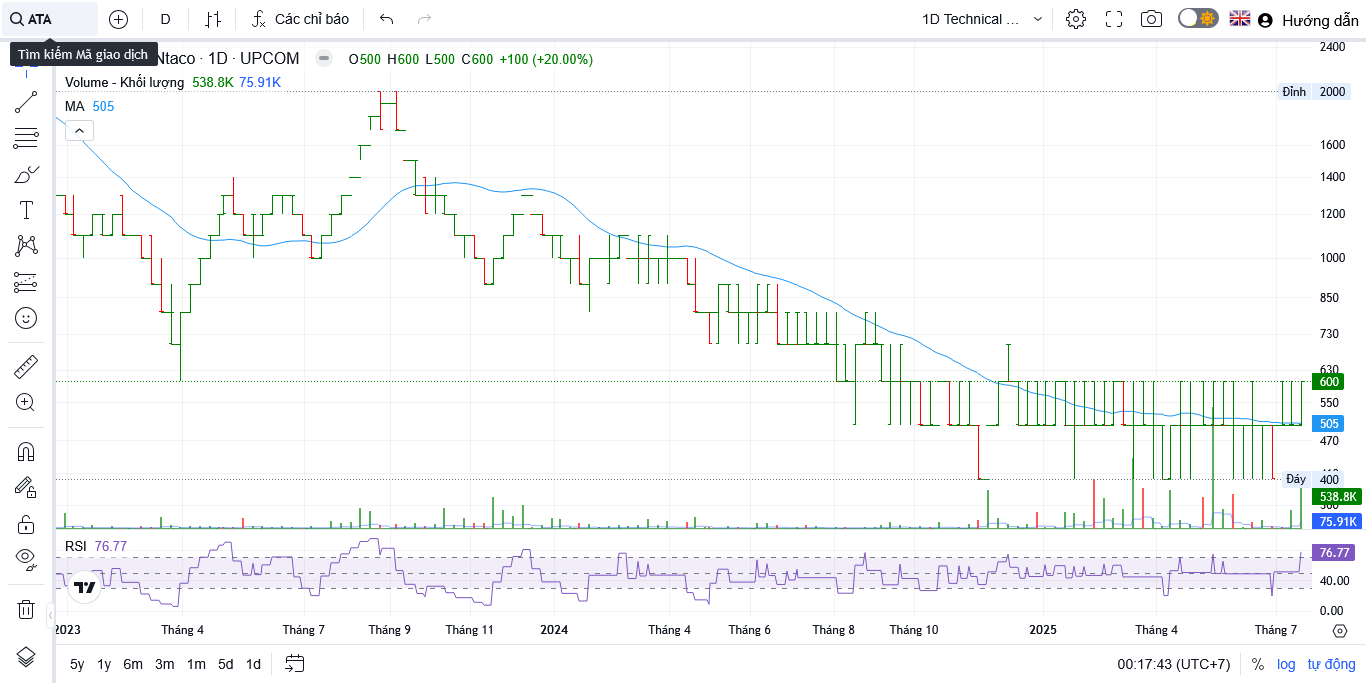 ATA
D
Các chỉ báo
1D Technical ...
Hướng dẫn
Tìm kiếm Mã giao dịch
Ntaco · 1D · UPCOM
O500 H600 L500 C600 +100 (+20.00%)
Volume - Khối lượng 538.8K 75.91K
MA 505
2400
Đỉnh 2000
1600
1400
1200
1000
850
730
630
600
550
505
470
Đáy 400
538.8K
75.91K
RSI 76.77
76.77
40.00
0.00
2023 Tháng 4 Tháng 7 Tháng 9 Tháng 11 2024 Tháng 4 Tháng 6 Tháng 8 Tháng 10 2025 Tháng 4 Tháng 7
5y 1y 6m 3m 1m 5d 1d
00:17:43 (UTC+7) % log tự động